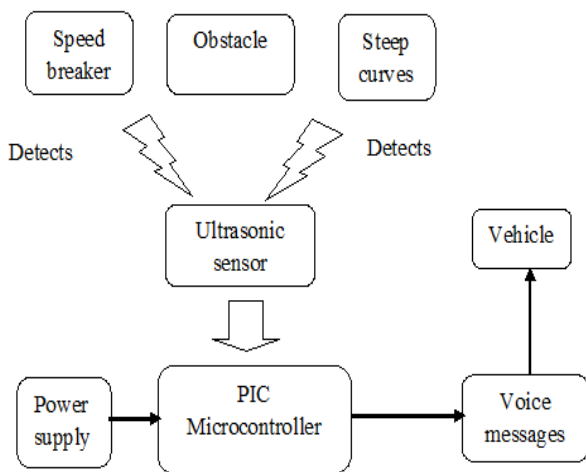 Speed
breaker
Obstacle
Steep
curves
Detects
Detects
Ultrasonic
sensor
Vehicle
Power
supply
PIC
Microcontroller
Voice
messages